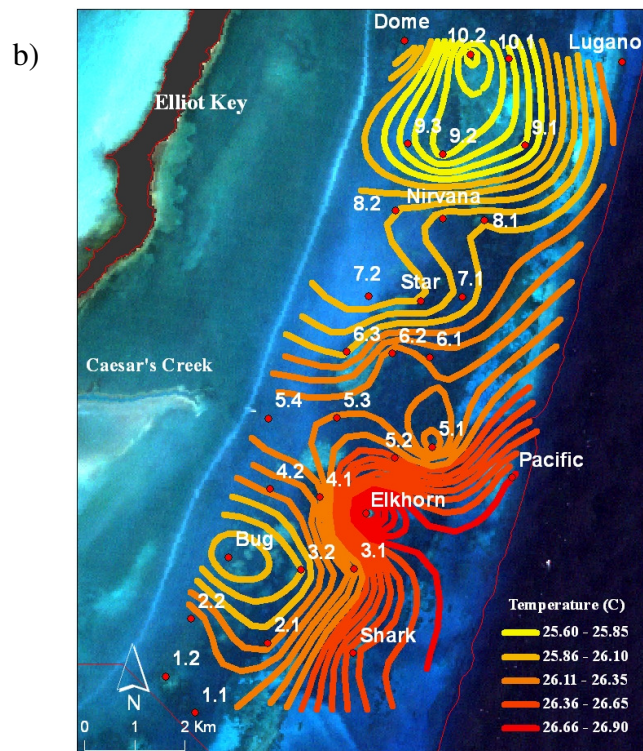 b)
Dome
10.2
10.1
Lugano
Elliot Key
9.3
9.2
9.1
Nirvana
8.2
8.1
7.2
Star
7.1
6.3
6.2
6.1
Caesar's Creek
5.4
5.3
5.1
5.2
Pacific
4.2
4.1
Elkhorn
Bug
3.2
3.1
2.2
2.1
Shark
1.2
1.1
N
0 1 2 Km
Temperature (C)
25.60 - 25.85
25.86 - 26.10
26.11 - 26.35
26.36 - 26.65
26.66 - 26.90